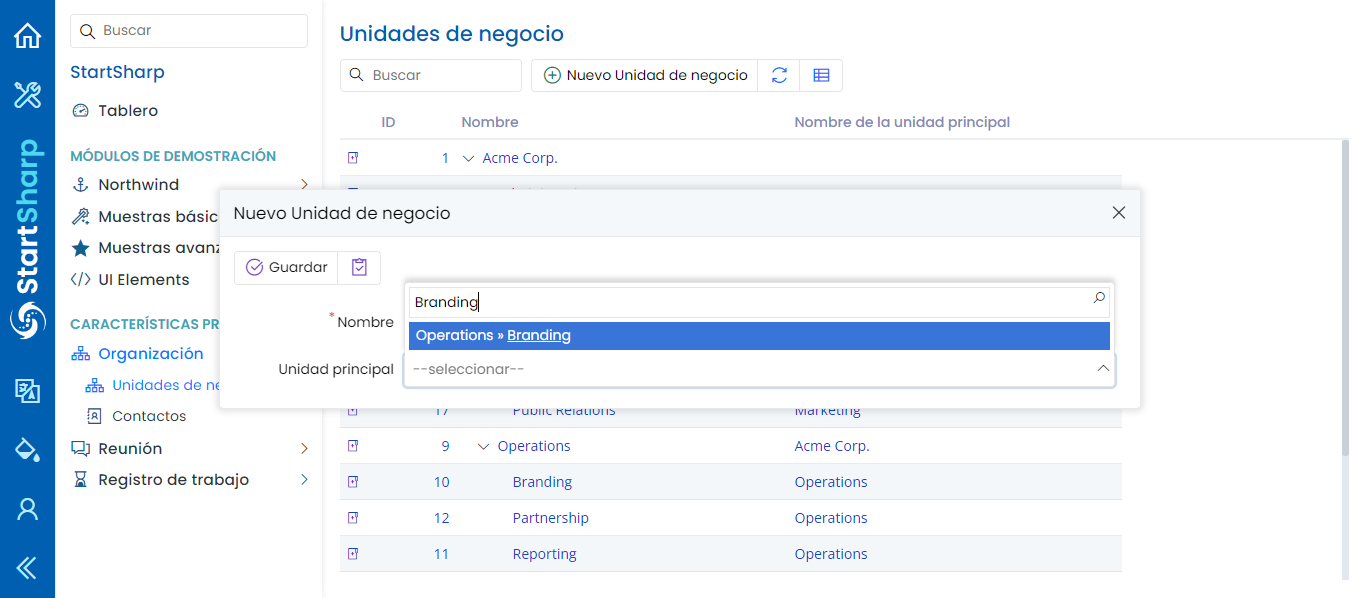 StartSharp
Buscar
StartSharp
Tablero
MÓDULOS DE DEMOSTRACIÓN
Northwind
Muestras básic
Muestras avanz
UI Elements
CARACTERÍSTICAS PR
Organización
Unidades de ne
Contactos
Reunión
Registro de trabajo
Unidades de negocio
Buscar
Nuevo Unidad de negocio
ID Nombre Nombre de la unidad principal
1 Acme Corp.
Nuevo Unidad de negocio
Guardar
Branding
*Nombre
Operations » Branding
Unidad principal --seleccionar--
17 Public Relations Marketing
9 Operations Acme Corp.
10 Branding Operations
12 Partnership Operations
11 Reporting Operations